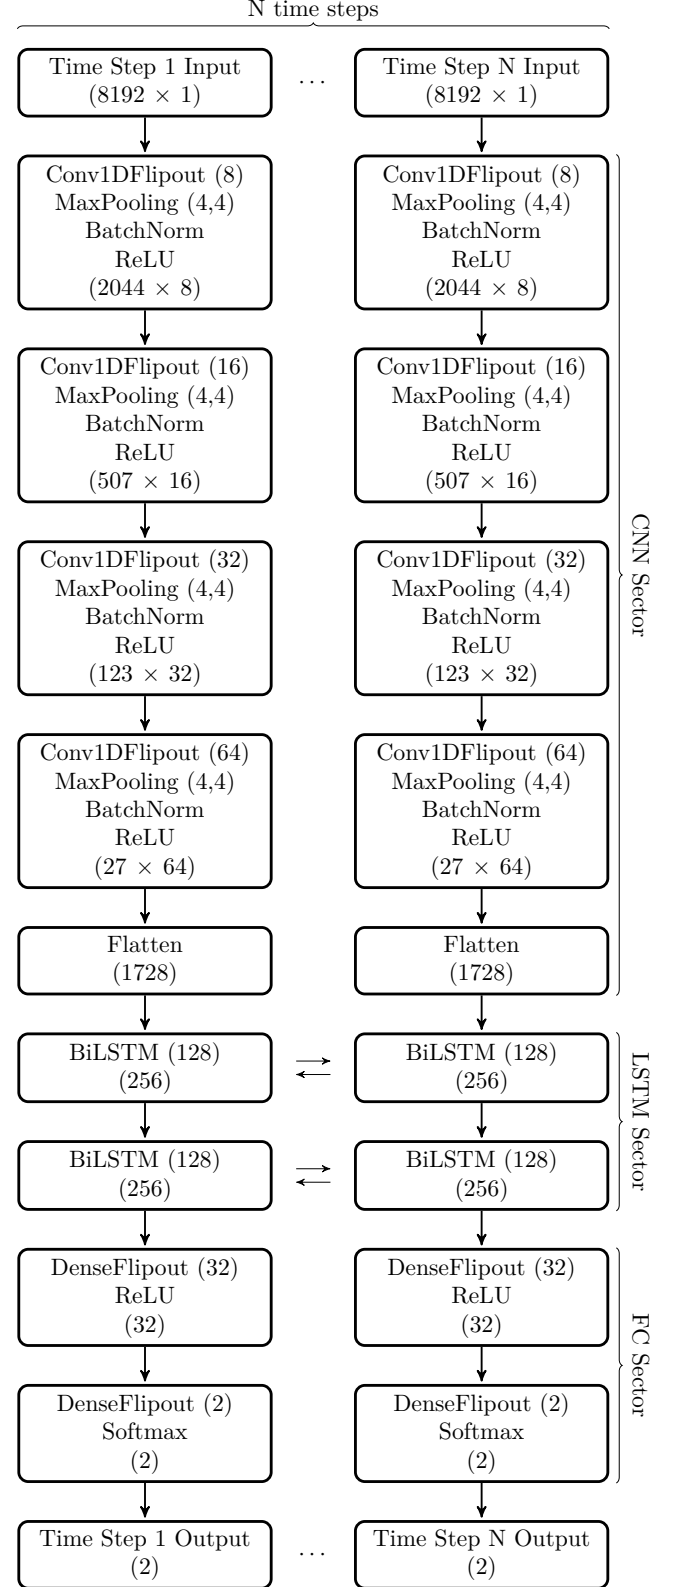 N time steps
Time Step 1 Input
(8192 × 1)
...
Time Step N Input
(8192 × 1)
Conv1DFlipout (8)
MaxPooling (4,4)
BatchNorm
ReLU
(2044 × 8)
Conv1DFlipout (8)
MaxPooling (4,4)
BatchNorm
ReLU
(2044 × 8)
Conv1DFlipout (16)
MaxPooling (4,4)
BatchNorm
ReLU
(507 × 16)
Conv1DFlipout (16)
MaxPooling (4,4)
BatchNorm
ReLU
(507 × 16)
Conv1DFlipout (32)
MaxPooling (4,4)
BatchNorm
ReLU
(123 × 32)
Conv1DFlipout (32)
MaxPooling (4,4)
BatchNorm
ReLU
(123 × 32)
Conv1DFlipout (64)
MaxPooling (4,4)
BatchNorm
ReLU
(27 × 64)
Conv1DFlipout (64)
MaxPooling (4,4)
BatchNorm
ReLU
(27 × 64)
Flatten
(1728)
Flatten
(1728)
CNN Sector
BiLSTM (128)
(256)
BiLSTM (128)
(256)
BiLSTM (128)
(256)
BiLSTM (128)
(256)
LSTM Sector
DenseFlipout (32)
ReLU
(32)
DenseFlipout (32)
ReLU
(32)
DenseFlipout (2)
Softmax
(2)
DenseFlipout (2)
Softmax
(2)
FC Sector
Time Step 1 Output
(2)
...
Time Step N Output
(2)